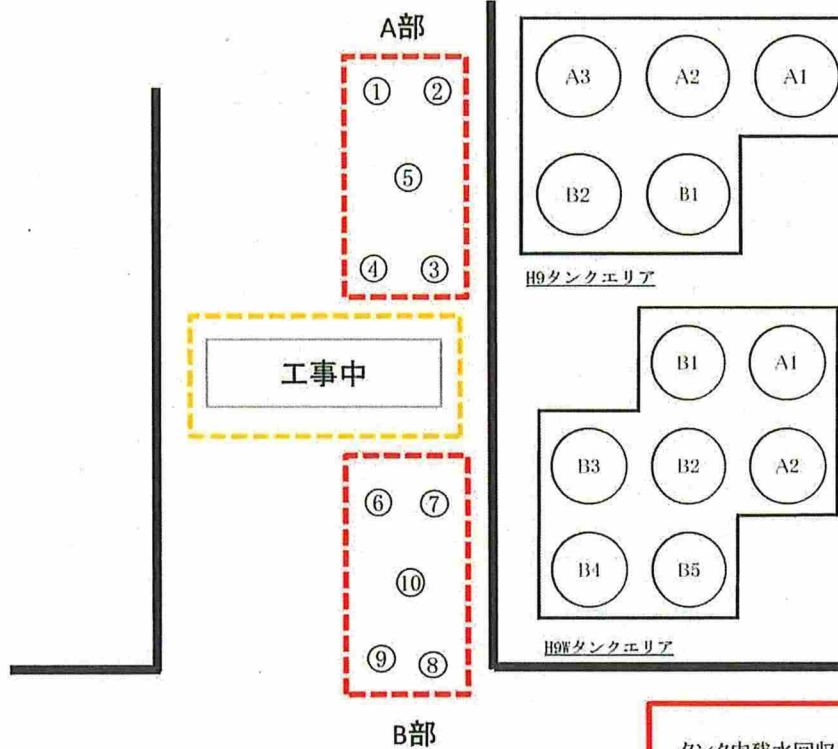 A部
① ②
⑤
④ ③
工事中
⑥ ⑦
⑩
⑨ ⑧
B部
A3 A2 A1
B2 B1
H9タンクエリア
B1 A1
B3 B2 A2
B4 B5
H9Wタンクエリア